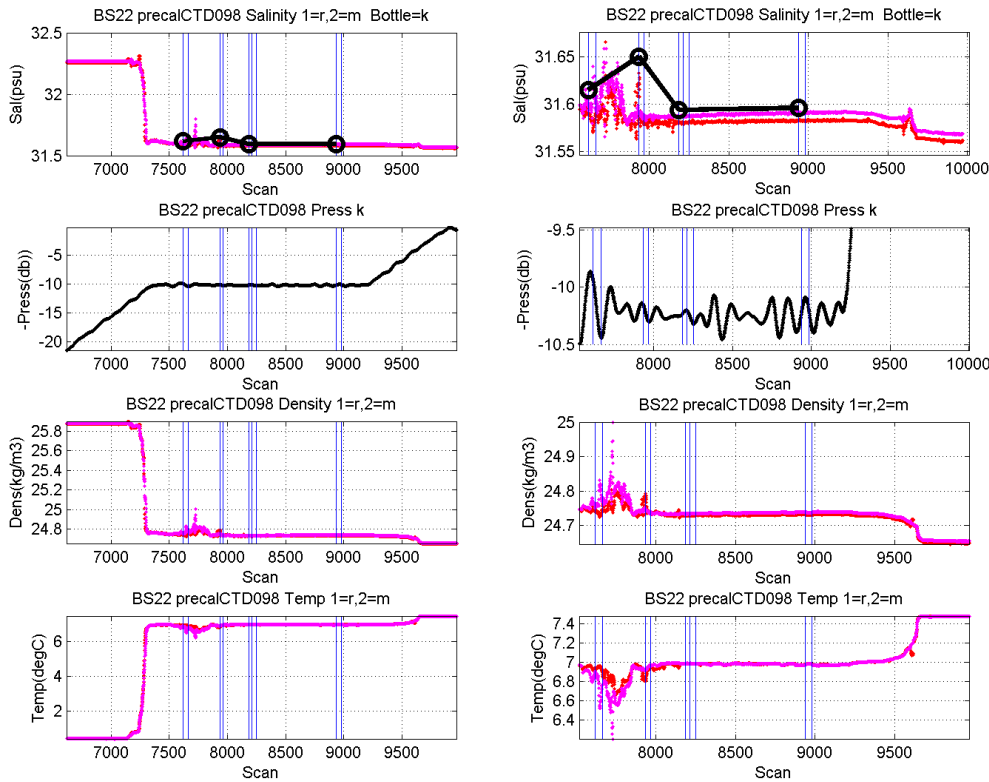 BS22 precalCTD098 Salinity 1=r,2=m  Bottle=k
32.5
32
31.5
Sal(psu)
7000 7500 8000 8500 9000 9500
Scan
BS22 precalCTD098 Salinity 1=r,2=m  Bottle=k
31.65
31.6
31.55
Sal(psu)
8000 8500 9000 9500 10000
Scan
BS22 precalCTD098 Press k
-5
-10
-15
-20
-Press(db)
7000 7500 8000 8500 9000 9500
Scan
BS22 precalCTD098 Press k
-9.5
-10
-10.5
-Press(db)
8000 8500 9000 9500 10000
Scan
BS22 precalCTD098 Density 1=r,2=m
25.8
25.6
25.4
25.2
25
24.8
Dens(kg/m3)
7000 7500 8000 8500 9000 9500
Scan
BS22 precalCTD098 Density 1=r,2=m
25
24.9
24.8
24.7
Dens(kg/m3)
8000 8500 9000 9500
Scan
BS22 precalCTD098 Temp 1=r,2=m
6
4
2
Temp(degC)
7000 7500 8000 8500 9000 9500
Scan
BS22 precalCTD098 Temp 1=r,2=m
7.4
7.2
7
6.8
6.6
6.4
6.2
Temp(degC)
8000 8500 9000 9500
Scan